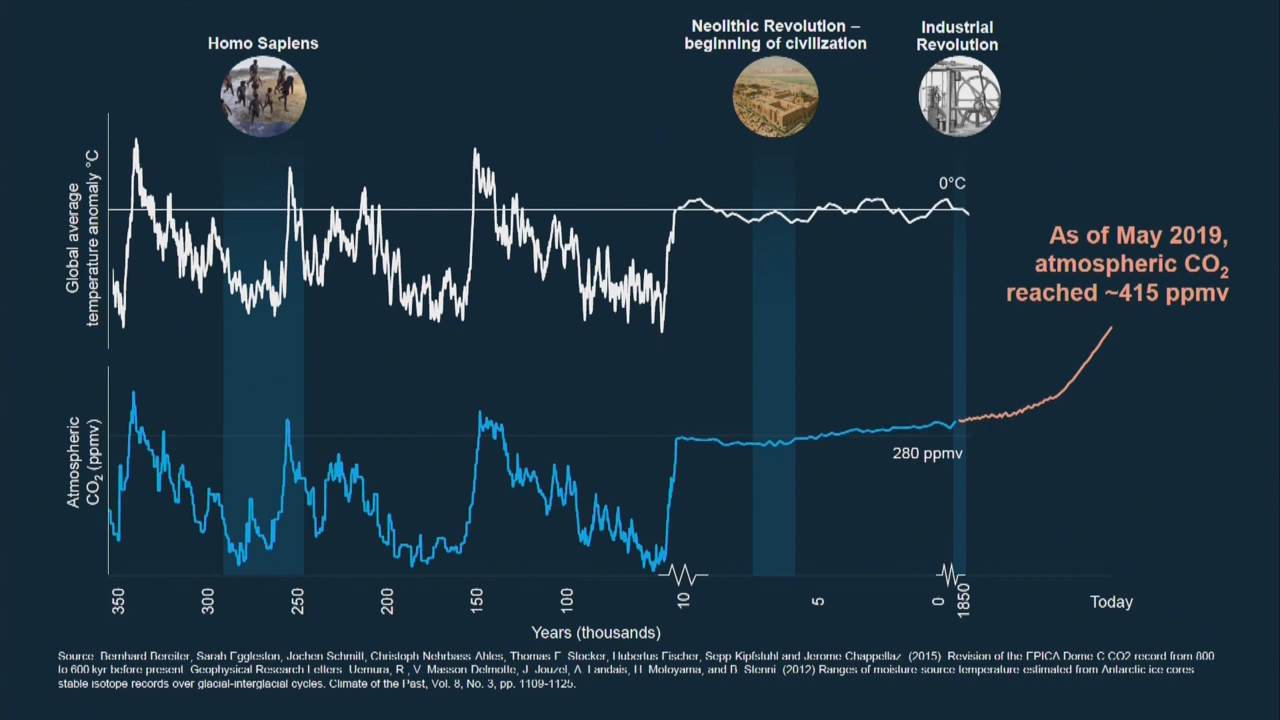 Homo Sapiens
Neolithic Revolution –
beginning of civilization
Industrial
Revolution
Global average
temperature anomaly °C
0°C
As of May 2019,
atmospheric CO2
reached ~415 ppmv
Atmospheric
CO2 (ppmv)
280 ppmv
350
300
250
200
150
100
10
5
0
1850
Today
Years (thousands)
Source: Bernhard Bereiter, Sarah Eggleston, Jochen Schmitt, Christoph Nehrbass-Ahles, Thomas F. Stocker, Hubertus Fischer, Sepp Kipfstuhl and Jerome Chappellaz. (2015). Revision of the EPICA Dome C CO2 record from 800
to 600 kyr before present. Geophysical Research Letters. Uemura, R., V. Masson-Delmotte, J. Jouzel, A. Landais, H. Motoyama, and B. Stenni. (2012) Ranges of moisture-source temperature estimated from Antarctic ice cores
stable isotope records over glacial-interglacial cycles. Climate of the Past, Vol. 8, No. 3, pp. 1109-1125.